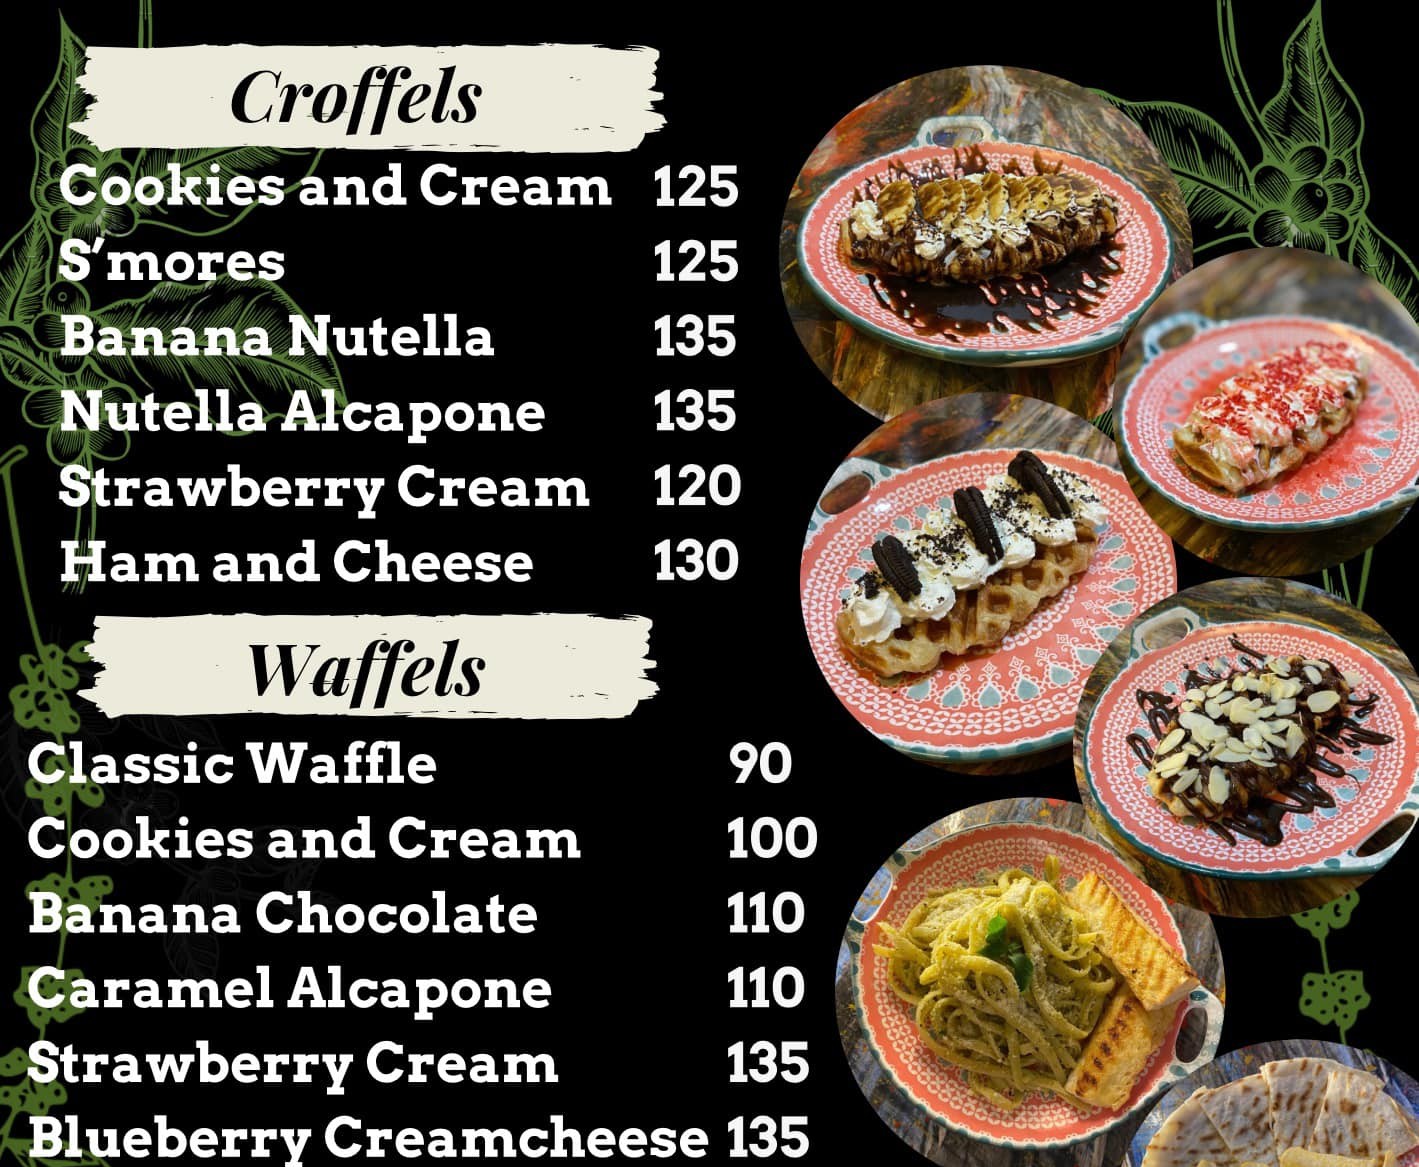 Croffels
Cookies and Cream 125
S'mores 125
Banana Nutella 135
Nutella Alcapone 135
Strawberry Cream 120
Ham and Cheese 130
Waffels
Classic Waffle 90
Cookies and Cream 100
Banana Chocolate 110
Caramel Alcapone 110
Strawberry Cream 135
Blueberry Creamcheese 135